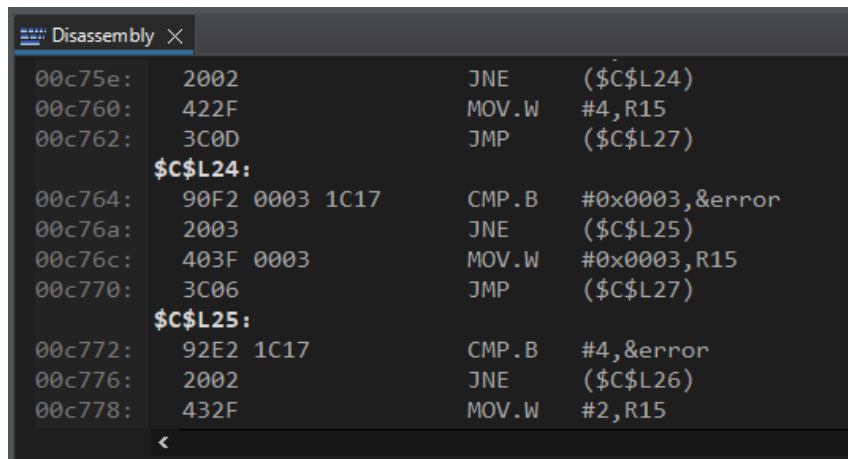 Disassembly
00c75e: 2002 JNE ($C$L24)
00c760: 422F MOV.W #4,R15
00c762: 3C0D JMP ($C$L27)
$C$L24:
00c764: 90F2 0003 1C17 CMP.B #0x0003,&error
00c76a: 2003 JNE ($C$L25)
00c76c: 403F 0003 MOV.W #0x0003,R15
00c770: 3C06 JMP ($C$L27)
$C$L25:
00c772: 92E2 1C17 CMP.B #4,&error
00c776: 2002 JNE ($C$L26)
00c778: 432F MOV.W #2,R15